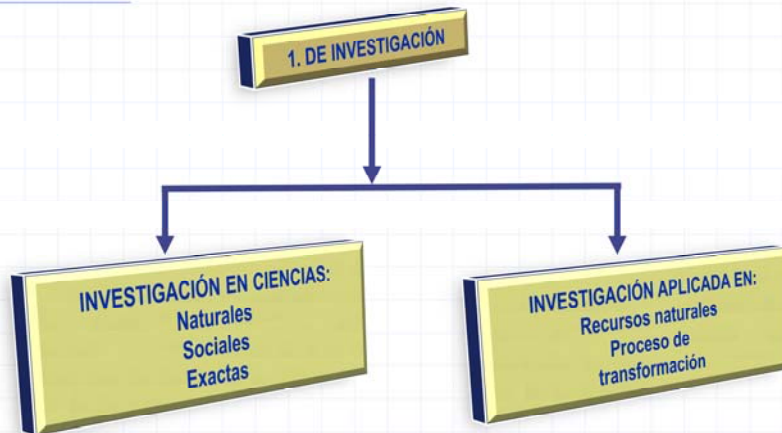 1. DE INVESTIGACIÓN
INVESTIGACIÓN EN CIENCIAS:
Naturales
Sociales
Exactas
INVESTIGACIÓN APLICADA EN:
Recursos naturales
Proceso de
transformación